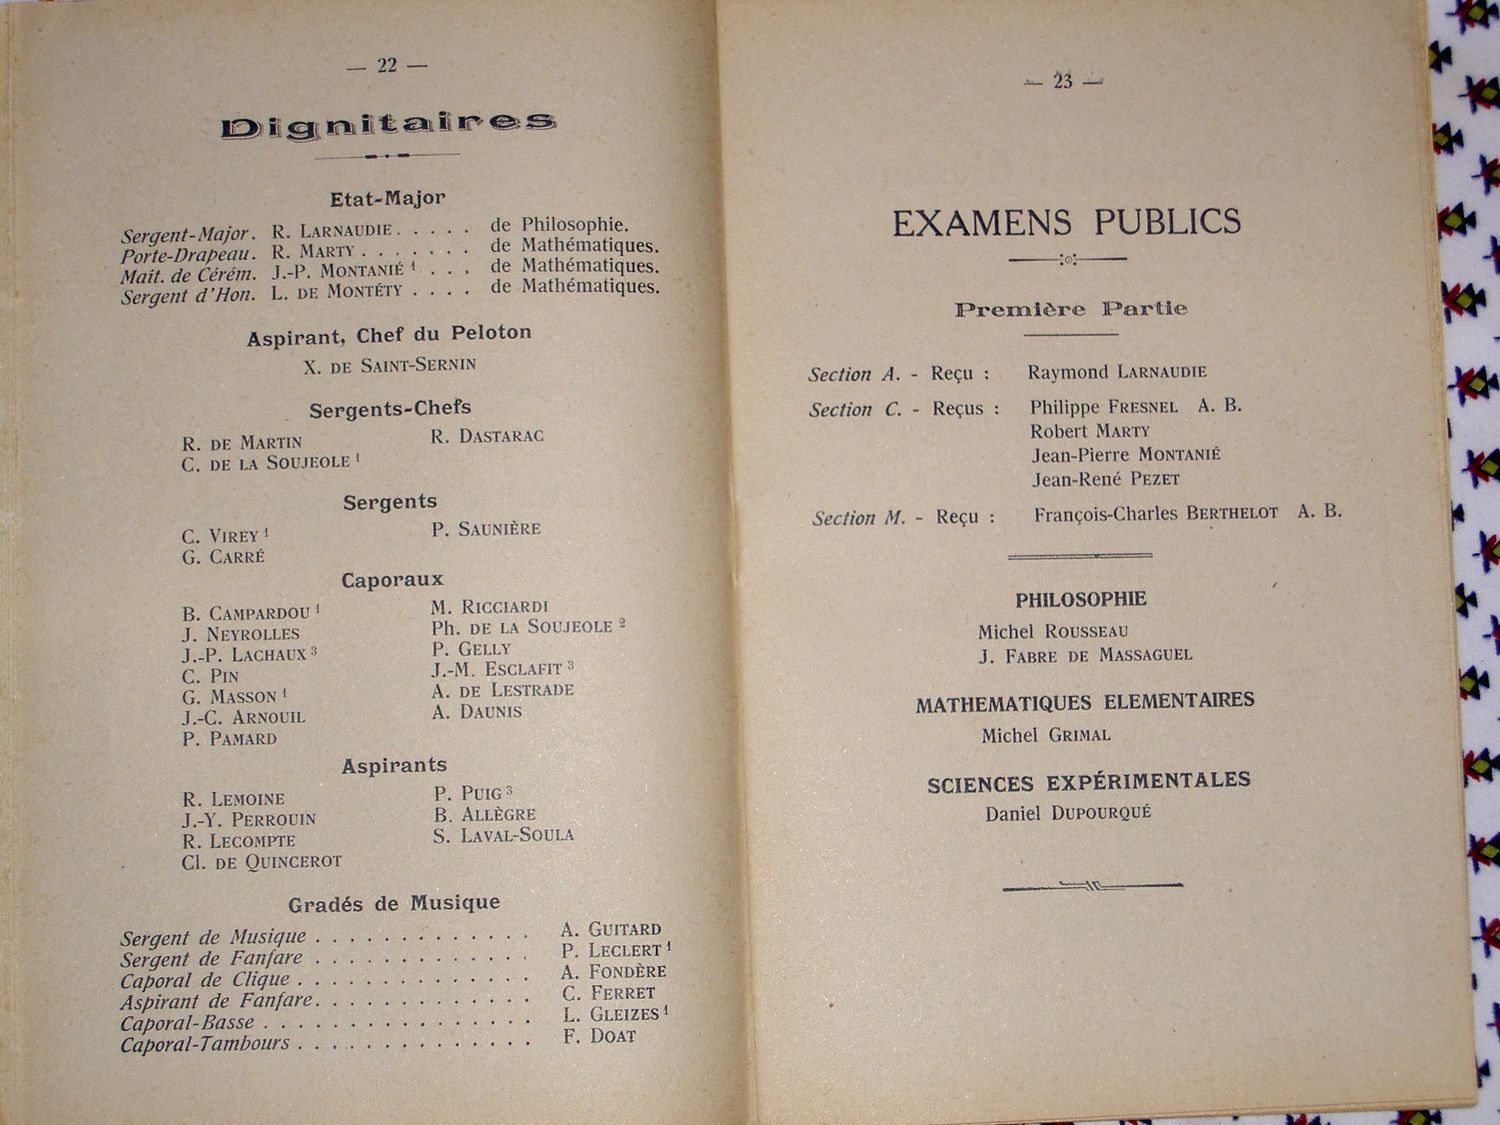 — 22 —
Dignitaires
Etat-Major
Sergent-Major. R. LARNAUDIE. . . . . de Philosophie.
Porte-Drapeau. R. MARTY . . . . . . . de Mathématiques.
Mait. de Cérém. J.-P. MONTANIÉ ¹ . . . de Mathématiques.
Sergent d'Hon. L. DE MONTÉTY . . . . de Mathématiques.
Aspirant, Chef du Peloton
X. DE SAINT-SERNIN
Sergents-Chefs
R. DE MARTIN R. DASTARAC
C. DE LA SOUJEOLE ¹
Sergents
C. VIREY ¹ P. SAUNIÈRE
G. CARRÉ
Caporaux
B. CAMPARDOU ¹ M. RICCIARDI
J. NEYROLLES Ph. DE LA SOUJEOLE ²
J.-P. LACHAUX ³ P. GELLY
C. PIN J.-M. ESCLAFIT ³
G. MASSON ¹ A. DE LESTRADE
J.-C. ARNOUIL A. DAUNIS
P. PAMARD
Aspirants
R. LEMOINE P. PUIG ³
J.-Y. PERROUIN B. ALLÈGRE
R. LECOMPTE S. LAVAL-SOULA
Cl. DE QUINCEROT
Gradés de Musique
Sergent de Musique . . . . . . . . . . . . . A. GUITARD
Sergent de Fanfare . . . . . . . . . . . . . P. LECLERT ¹
Caporal de Clique . . . . . . . . . . . . . . A. FONDÈRE
Aspirant de Fanfare. . . . . . . . . . . . . C. FERRET
Caporal-Basse . . . . . . . . . . . . . . . . L. GLEIZES ¹
Caporal-Tambours . . . . . . . . . . . . . . F. DOAT
— 23 —
EXAMENS PUBLICS
Première Partie
Section A. - Reçu : Raymond LARNAUDIE
Section C. - Reçus : Philippe FRESNEL A. B.
Robert MARTY
Jean-Pierre MONTANIÉ
Jean-René PEZET
Section M. - Reçu : François-Charles BERTHELOT A. B.
PHILOSOPHIE
Michel ROUSSEAU
J. FABRE DE MASSAGUEL
MATHEMATIQUES ELEMENTAIRES
Michel GRIMAL
SCIENCES EXPÉRIMENTALES
Daniel DUPOURQUÉ